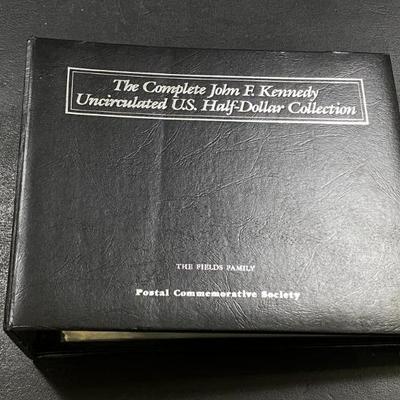 The Complete John F. Kennedy
Uncirculated U.S. Half-Dollar Collection
THE FIELDS FAMILY
Postal Commemorative Society